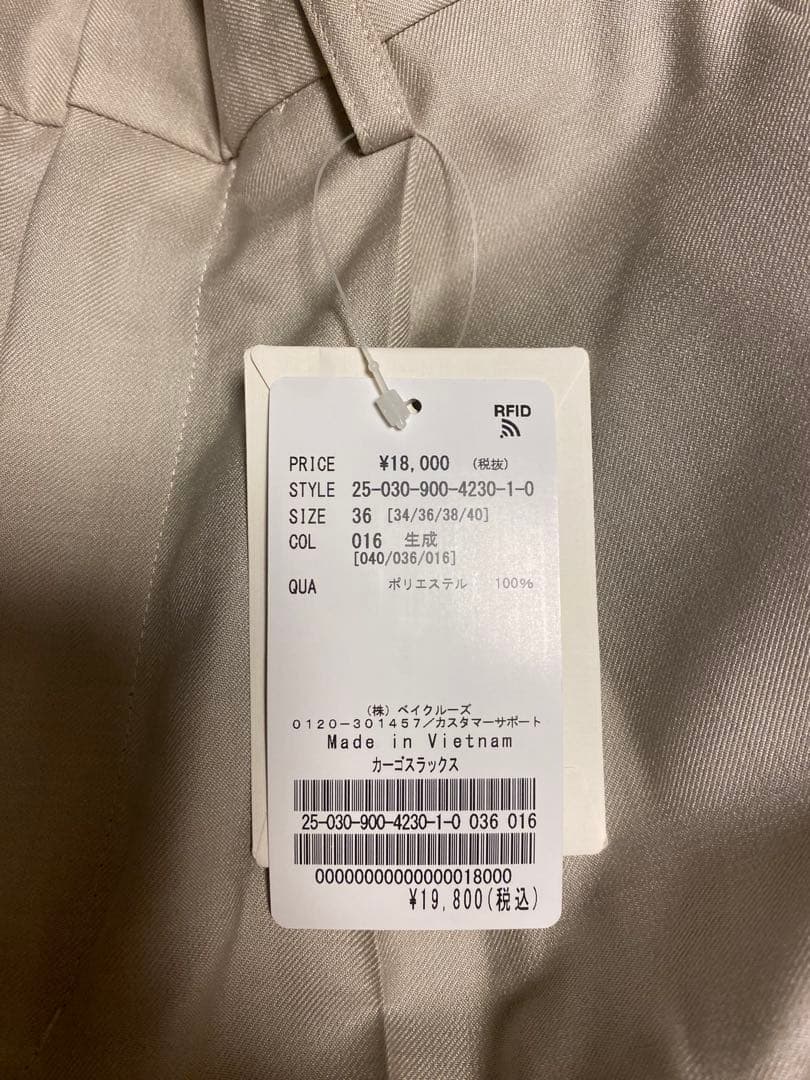 RFID
PRICE ¥18,000 (税抜)
STYLE 25-030-900-4230-1-0
SIZE 36 [34/36/38/40]
COL 016 生成
[040/036/016]
QUA ポリエステル 100%
(株) ベイクルーズ
0120-301457/カスタマーサポート
Made in Vietnam
カーゴスラックス
25-030-900-4230-1-0 036 016
00000000000000018000
¥19,800(税込)